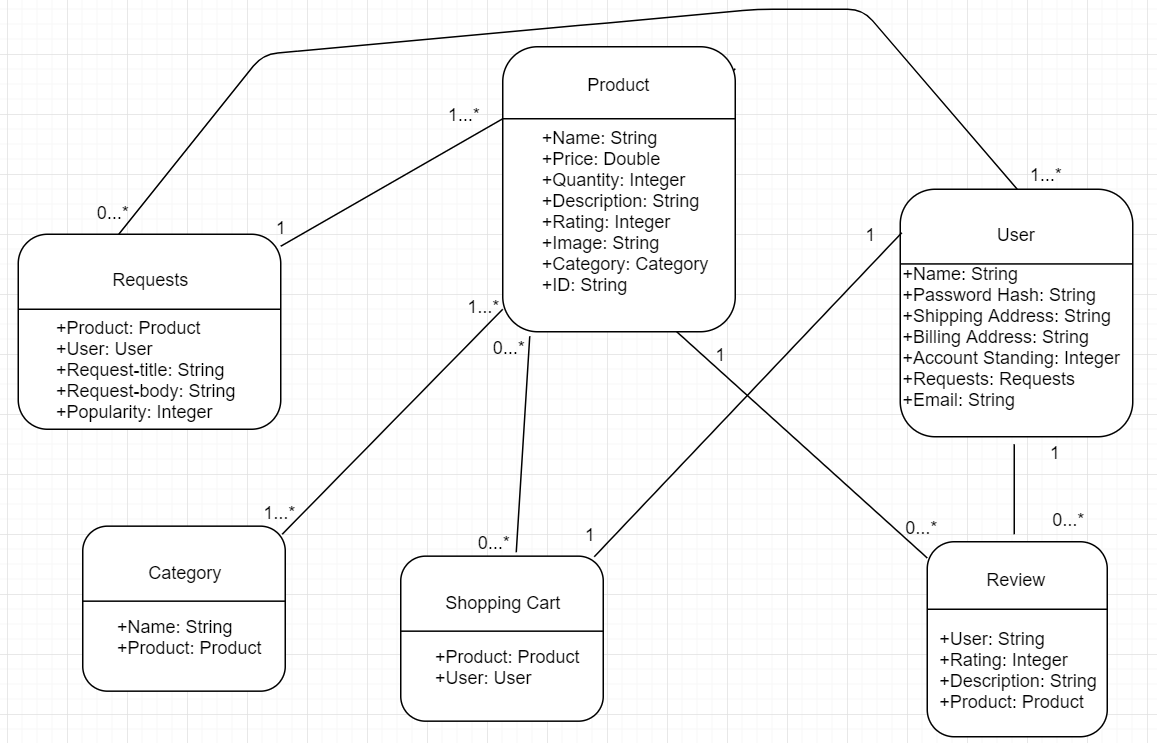 Product
+Name: String
+Price: Double
+Quantity: Integer
+Description: String
+Rating: Integer
+Image: String
+Category: Category
+ID: String
1...*
1
0...*
Requests
+Product: Product
+User: User
+Request-title: String
+Request-body: String
+Popularity: Integer
1...*
1
User
+Name: String
+Password Hash: String
+Shipping Address: String
+Billing Address: String
+Account Standing: Integer
+Requests: Requests
+Email: String
1...*
0...*
1
1
1...*
0...*
1
0...*
0...*
Category
+Name: String
+Product: Product
Shopping Cart
+Product: Product
+User: User
Review
+User: String
+Rating: Integer
+Description: String
+Product: Product